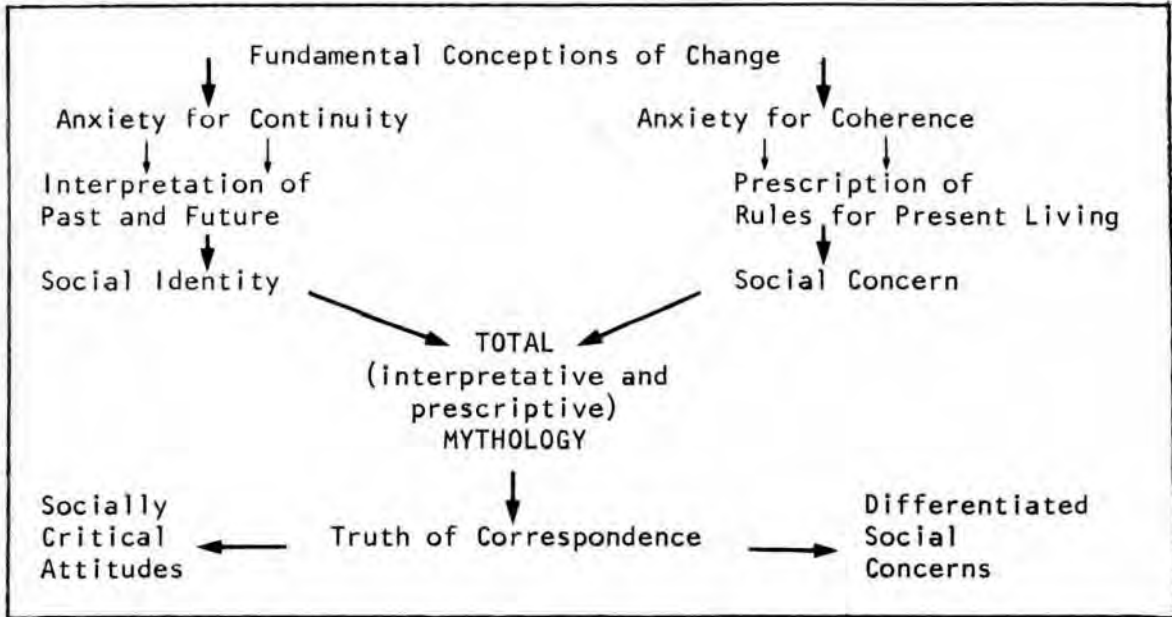 Fundamental Conceptions of Change
Anxiety for Continuity
Anxiety for Coherence
Interpretation of
Past and Future
Prescription of
Rules for Present Living
Social Identity
Social Concern
TOTAL
(interpretative and
prescriptive)
MYTHOLOGY
Socially
Critical
Attitudes
Truth of Correspondence
Differentiated
Social
Concerns